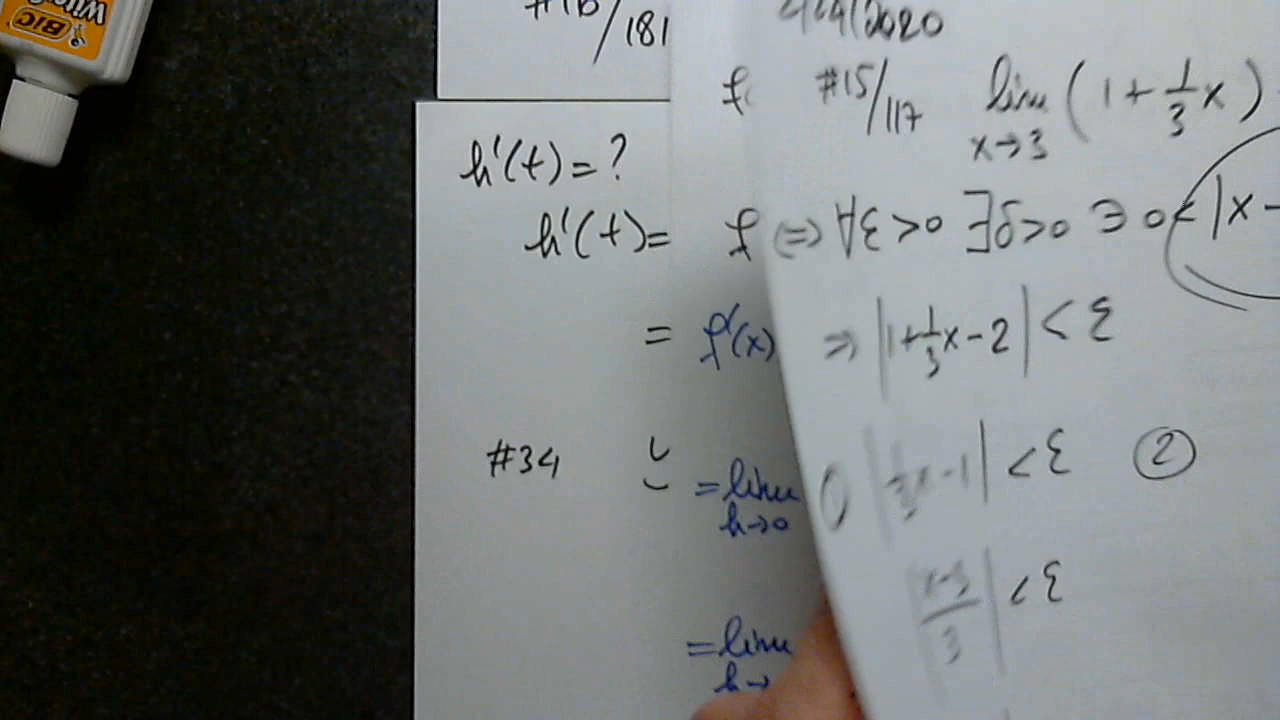 BIC
#16/181
4/24/2020
#15/117 lim x→3 (1 + 1/3 x)
h'(t) = ?
h'(t) =
f ⇔ ∀ε>0 ∃δ>0 ∋ 0<|x-
= f'(x)
⇒ |1+1/3 x-2| < ε
#34
= lim h→0
|1/3 x-1| < ε ②
|x-3/3| < ε
= lim h→